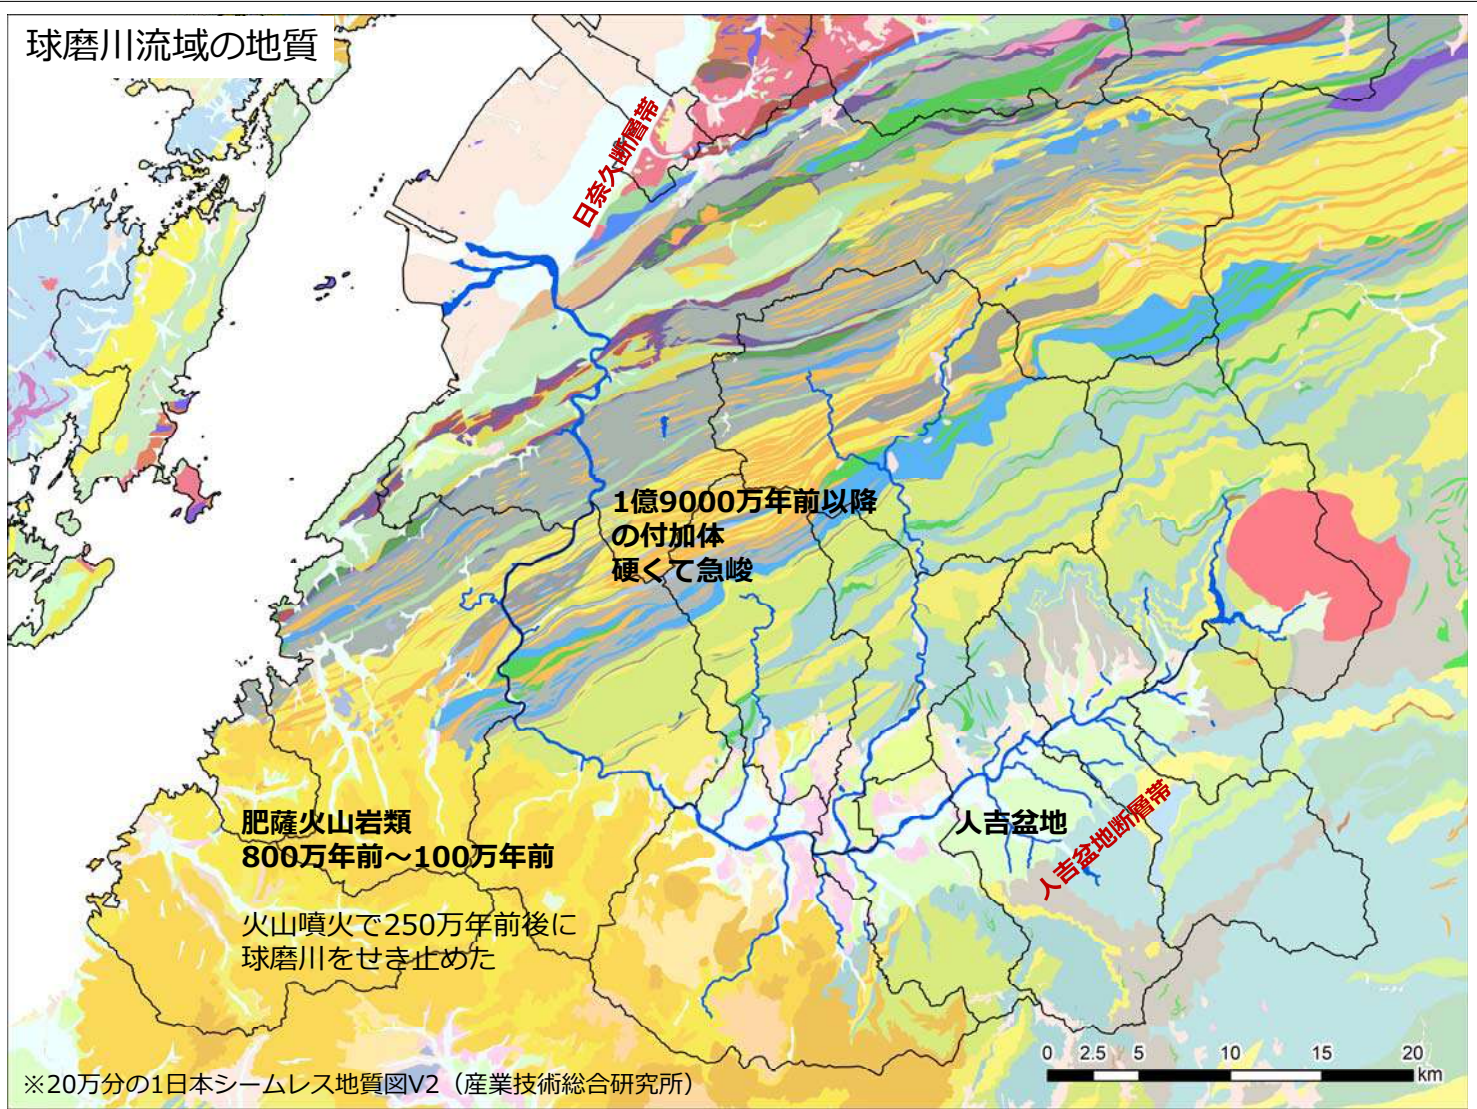 球磨川流域の地質
日奈久断層帯
1億9000万年前以降
の付加体
硬くて急峻
肥薩火山岩類
800万年前～100万年前
火山噴火で250万年前後に
球磨川をせき止めた
人吉盆地
人吉盆地断層帯
0 2.5 5 10 15 20
km
※20万分の1日本シームレス地質図V2（産業技術総合研究所）